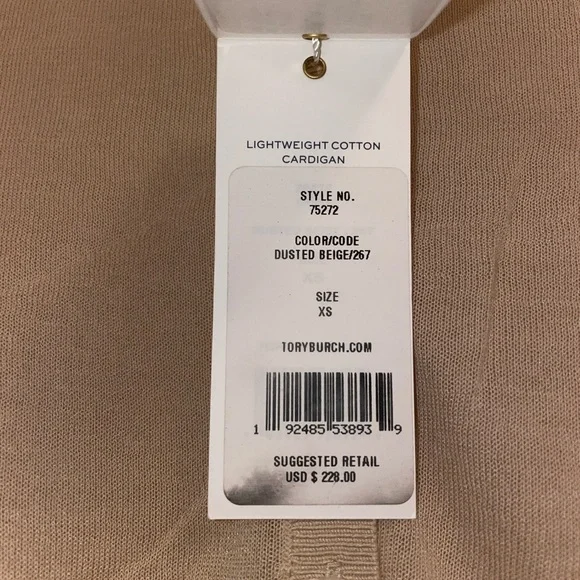 LIGHTWEIGHT COTTON
CARDIGAN
STYLE NO.
75272
COLOR/CODE
DUSTED BEIGE/267
SIZE
XS
TORYBURCH.COM
1 92485 53893 9
SUGGESTED RETAIL
USD $ 228.00